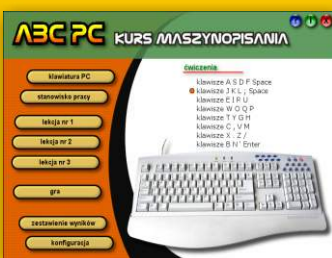 ABC PC KURS MASZYNOPISANIA
klawiatura PC
stanowisko pracy
lekcja nr 1
lekcja nr 2
lekcja nr 3
gra
zestawienie wyników
konfiguracja
ćwiczenia
klawisze A S D F Space
klawisze J K L ; Space
klawisze E I R U
klawisze W O Q P
klawisze T Y G H
klawisze C , V M
klawisze X . Z /
klawisze B N ' Enter